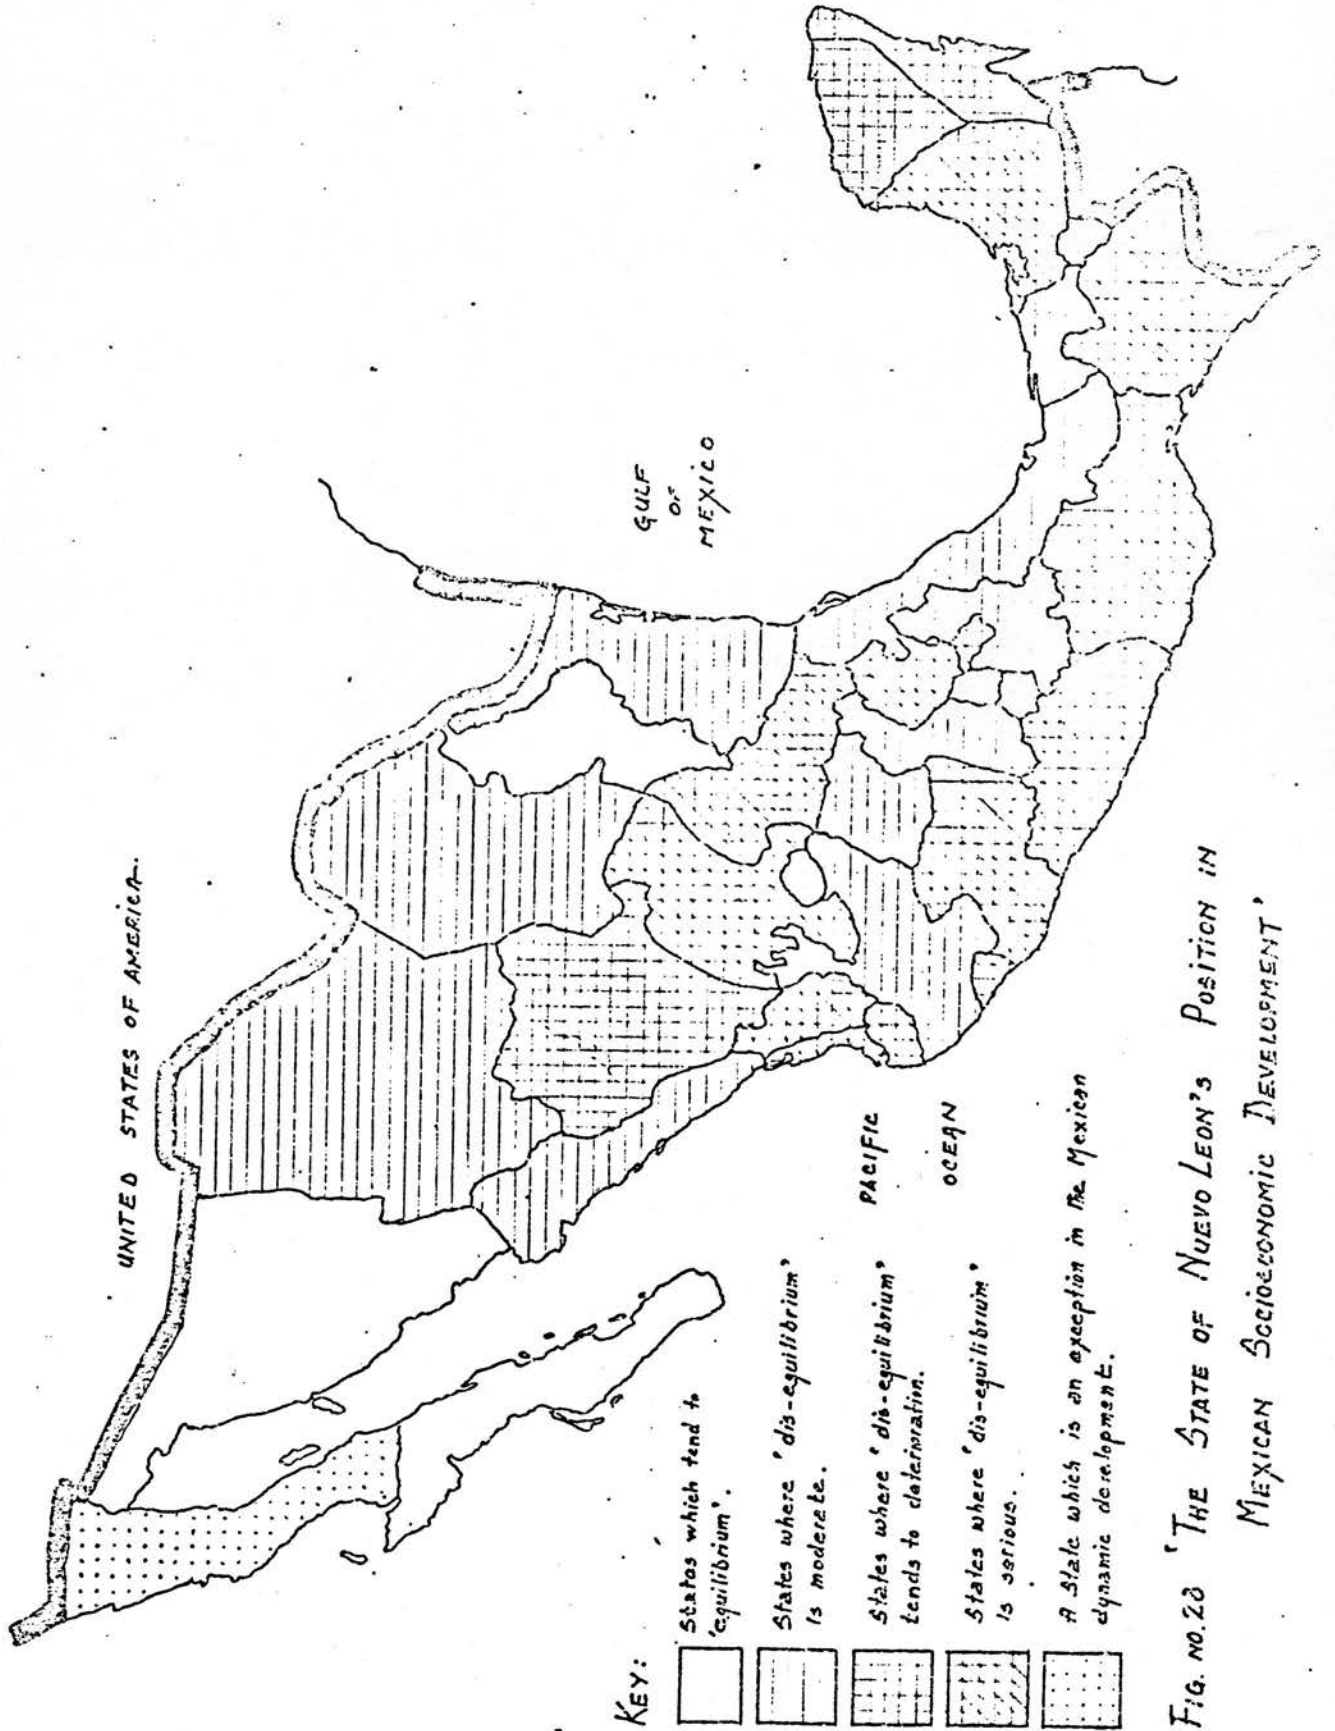 UNITED STATES OF AMERICA
GULF
OF
MEXICO
PACIFIC
OCEAN
KEY:
States which tend to
'equilibrium'.
States where 'dis-equilibrium'
is moderate.
States where 'dis-equilibrium'
tends to deterioration.
States where 'dis-equilibrium'
is serious.
A State which is an exception in the Mexican
dynamic development.
FIG. NO. 28 'THE STATE OF NUEVO LEON'S POSITION IN
MEXICAN SOCIOECONOMIC DEVELOPMENT'